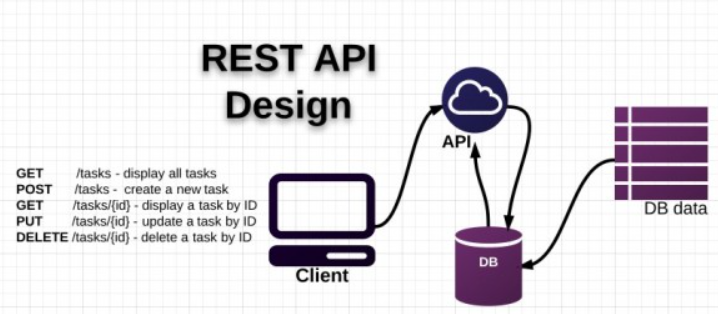 REST API
Design
API
GET /tasks - display all tasks
POST /tasks - create a new task
GET /tasks/{id} - display a task by ID
PUT /tasks/{id} - update a task by ID
DELETE /tasks/{id} - delete a task by ID
Client
DB
DB data